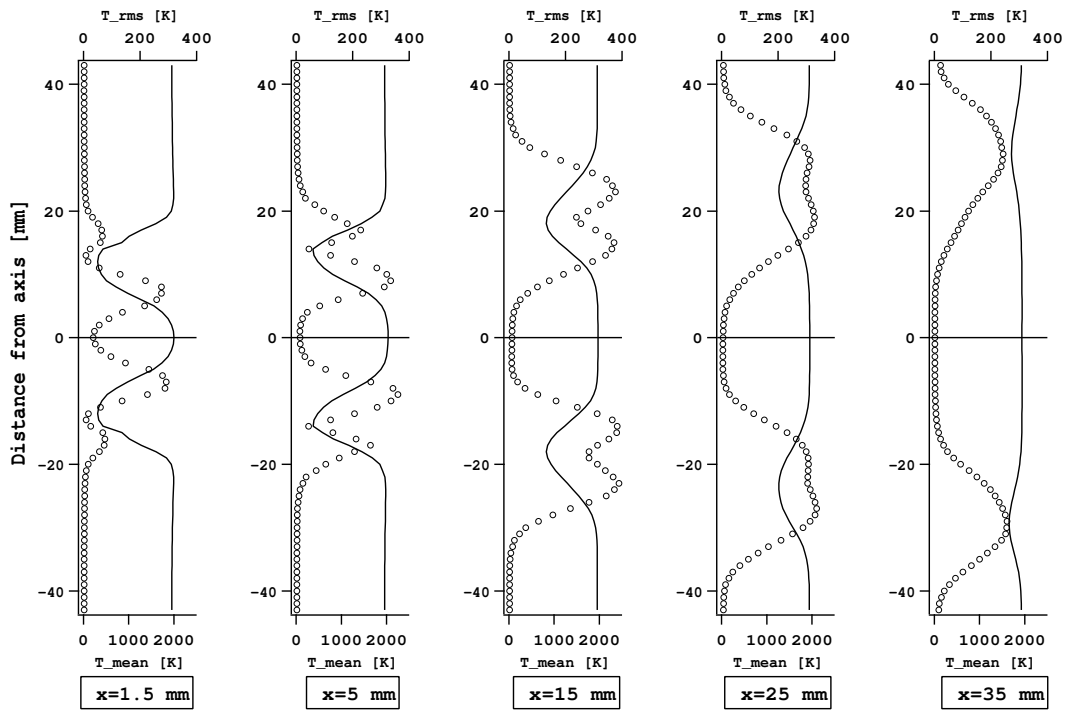 T_rms [K] T_rms [K] T_rms [K] T_rms [K] T_rms [K]
0 200 400 0 200 400 0 200 400 0 200 400 0 200 400
40 40 40 40 40
20 20 20 20 20
0 0 0 0 0
-20 -20 -20 -20 -20
-40 -40 -40 -40 -40
Distance from axis [mm]
0 1000 2000 0 1000 2000 0 1000 2000 0 1000 2000 0 1000 2000
T_mean [K] T_mean [K] T_mean [K] T_mean [K] T_mean [K]
x=1.5 mm x=5 mm x=15 mm x=25 mm x=35 mm